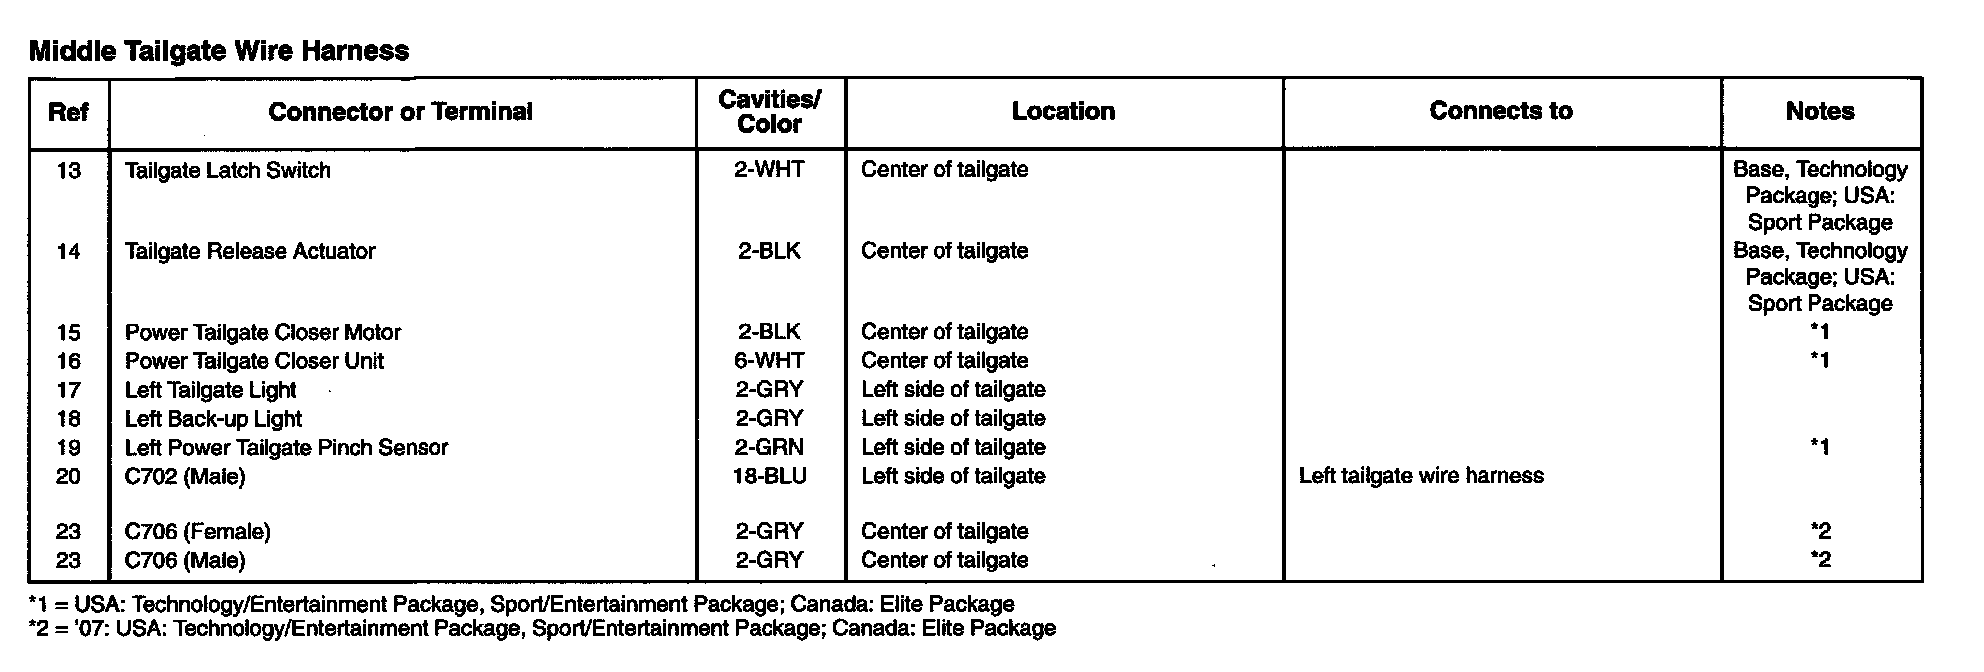 Middle Tailgate Wire Harness
Ref Connector or Terminal Cavities/ Color Location Connects to Notes
13 Tailgate Latch Switch 2-WHT Center of tailgate Base, Technology
Package; USA:
Sport Package
14 Tailgate Release Actuator 2-BLK Center of tailgate Base, Technology
Package; USA:
Sport Package
15 Power Tailgate Closer Motor 2-BLK Center of tailgate *1
16 Power Tailgate Closer Unit 6-WHT Center of tailgate *1
17 Left Tailgate Light 2-GRY Left side of tailgate
18 Left Back-up Light 2-GRY Left side of tailgate
19 Left Power Tailgate Pinch Sensor 2-GRN Left side of tailgate *1
20 C702 (Male) 18-BLU Left side of tailgate Left tailgate wire harness
23 C706 (Female) 2-GRY Center of tailgate *2
23 C706 (Male) 2-GRY Center of tailgate *2
*1 = USA: Technology/Entertainment Package, Sport/Entertainment Package; Canada: Elite Package
*2 = '07: USA: Technology/Entertainment Package, Sport/Entertainment Package; Canada: Elite Package